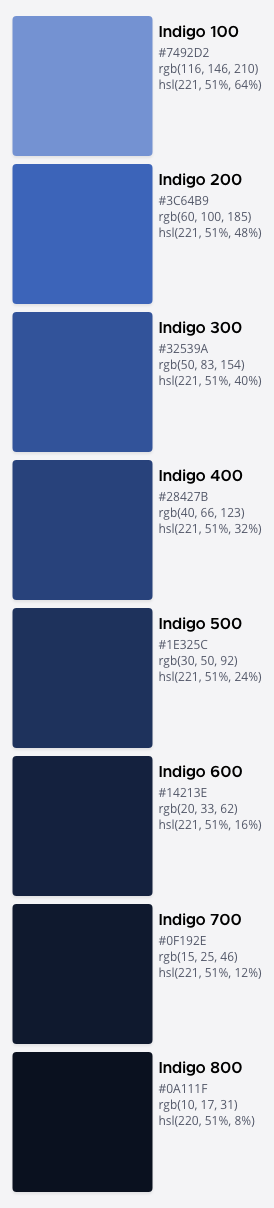 Indigo 100
#7492D2
rgb(116, 146, 210)
hsl(221, 51%, 64%)
Indigo 200
#3C64B9
rgb(60, 100, 185)
hsl(221, 51%, 48%)
Indigo 300
#32539A
rgb(50, 83, 154)
hsl(221, 51%, 40%)
Indigo 400
#28427B
rgb(40, 66, 123)
hsl(221, 51%, 32%)
Indigo 500
#1E325C
rgb(30, 50, 92)
hsl(221, 51%, 24%)
Indigo 600
#14213E
rgb(20, 33, 62)
hsl(221, 51%, 16%)
Indigo 700
#0F192E
rgb(15, 25, 46)
hsl(221, 51%, 12%)
Indigo 800
#0A111F
rgb(10, 17, 31)
hsl(220, 51%, 8%)